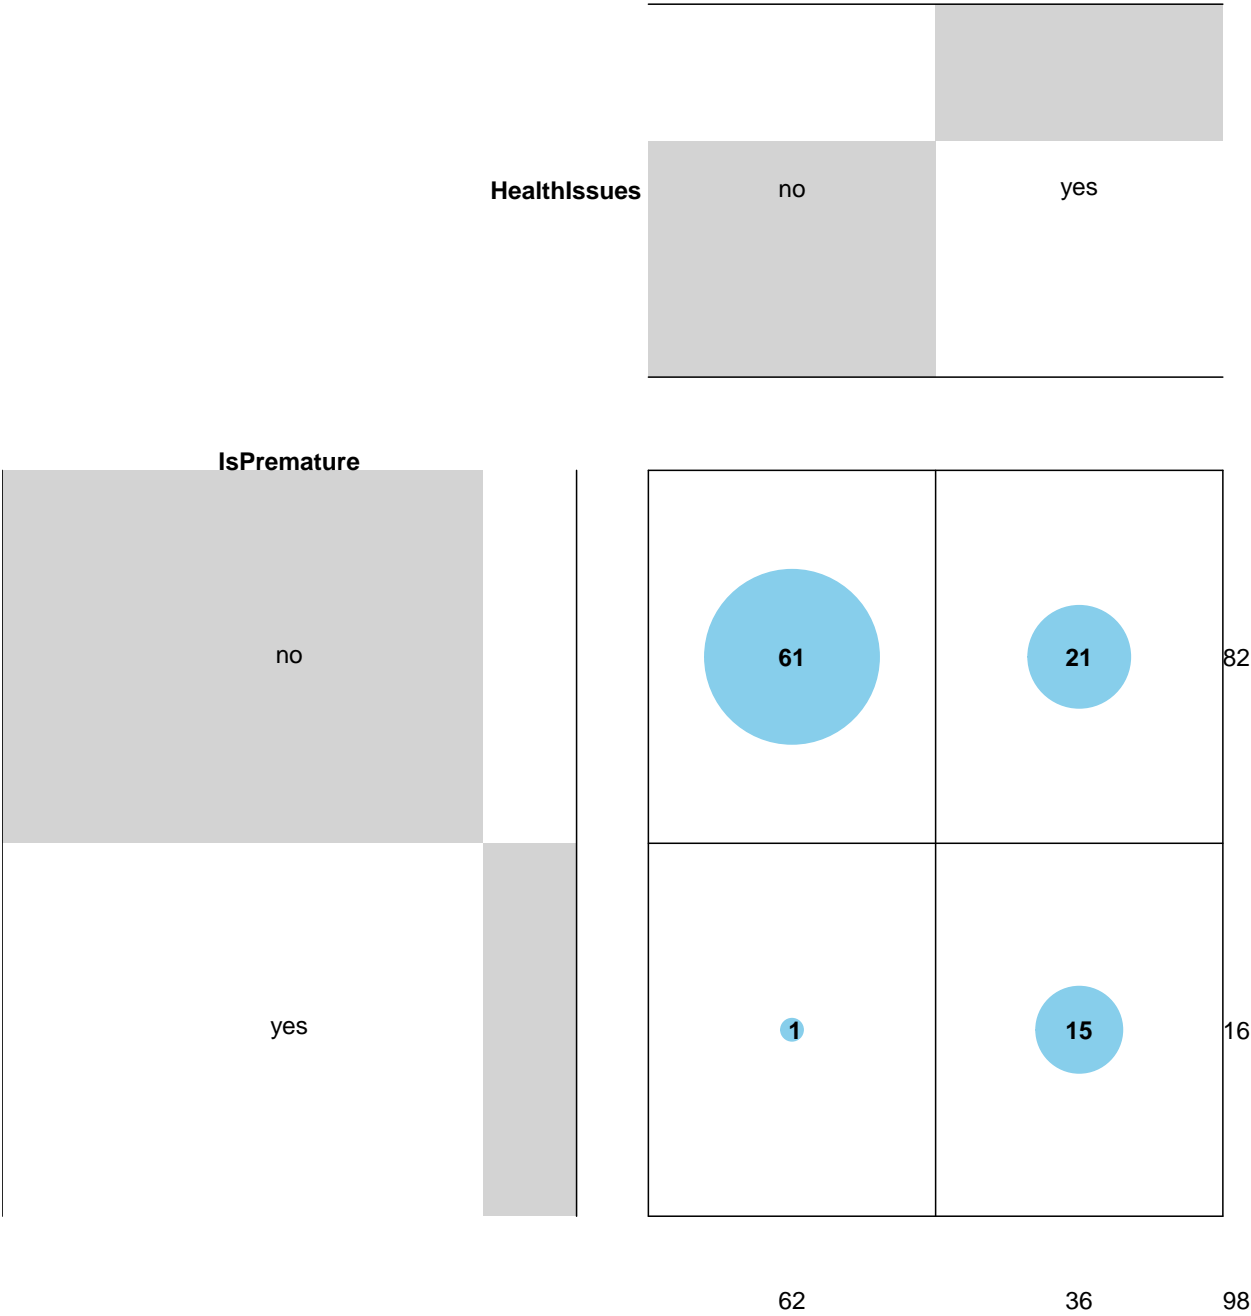 HealthIssues no yes
IsPremature
no 61 21 82
yes 1 15 16
62 36 98